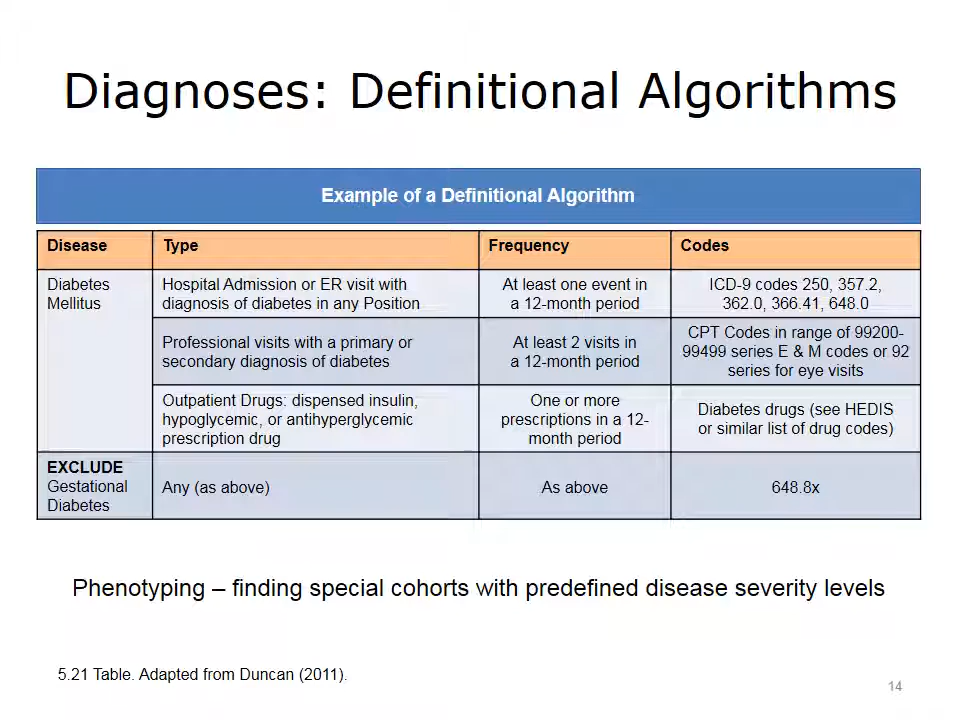 Diagnoses: Definitional Algorithms
Example of a Definitional Algorithm
Disease
Type
Frequency
Codes
Diabetes
Mellitus
Hospital Admission or ER visit with
diagnosis of diabetes in any Position
At least one event in
a 12-month period
ICD-9 codes 250, 357.2,
362.0, 366.41, 648.0
Professional visits with a primary or
secondary diagnosis of diabetes
At least 2 visits in
a 12-month period
CPT Codes in range of 99200-
99499 series E & M codes or 92
series for eye visits
Outpatient Drugs: dispensed insulin,
hypoglycemic, or antihyperglycemic
prescription drug
One or more
prescriptions in a 12-
month period
Diabetes drugs (see HEDIS
or similar list of drug codes)
EXCLUDE
Gestational
Diabetes
Any (as above)
As above
648.8x
Phenotyping – finding special cohorts with predefined disease severity levels
5.21 Table. Adapted from Duncan (2011).
14